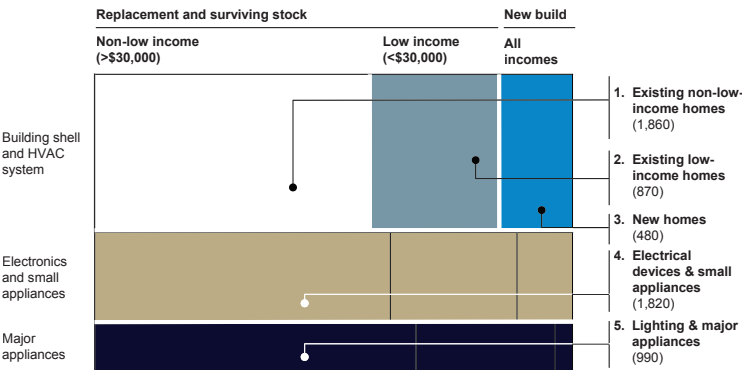 Replacement and surviving stock
New build
Non-low income
(>$30,000)
Low income
(<$30,000)
All
incomes
Building shell
and HVAC
system
1. Existing non-low-
income homes
(1,860)
2. Existing low-
income homes
(870)
3. New homes
(480)
Electronics
and small
appliances
4. Electrical
devices & small
appliances
(1,820)
Major
appliances
5. Lighting & major
appliances
(990)